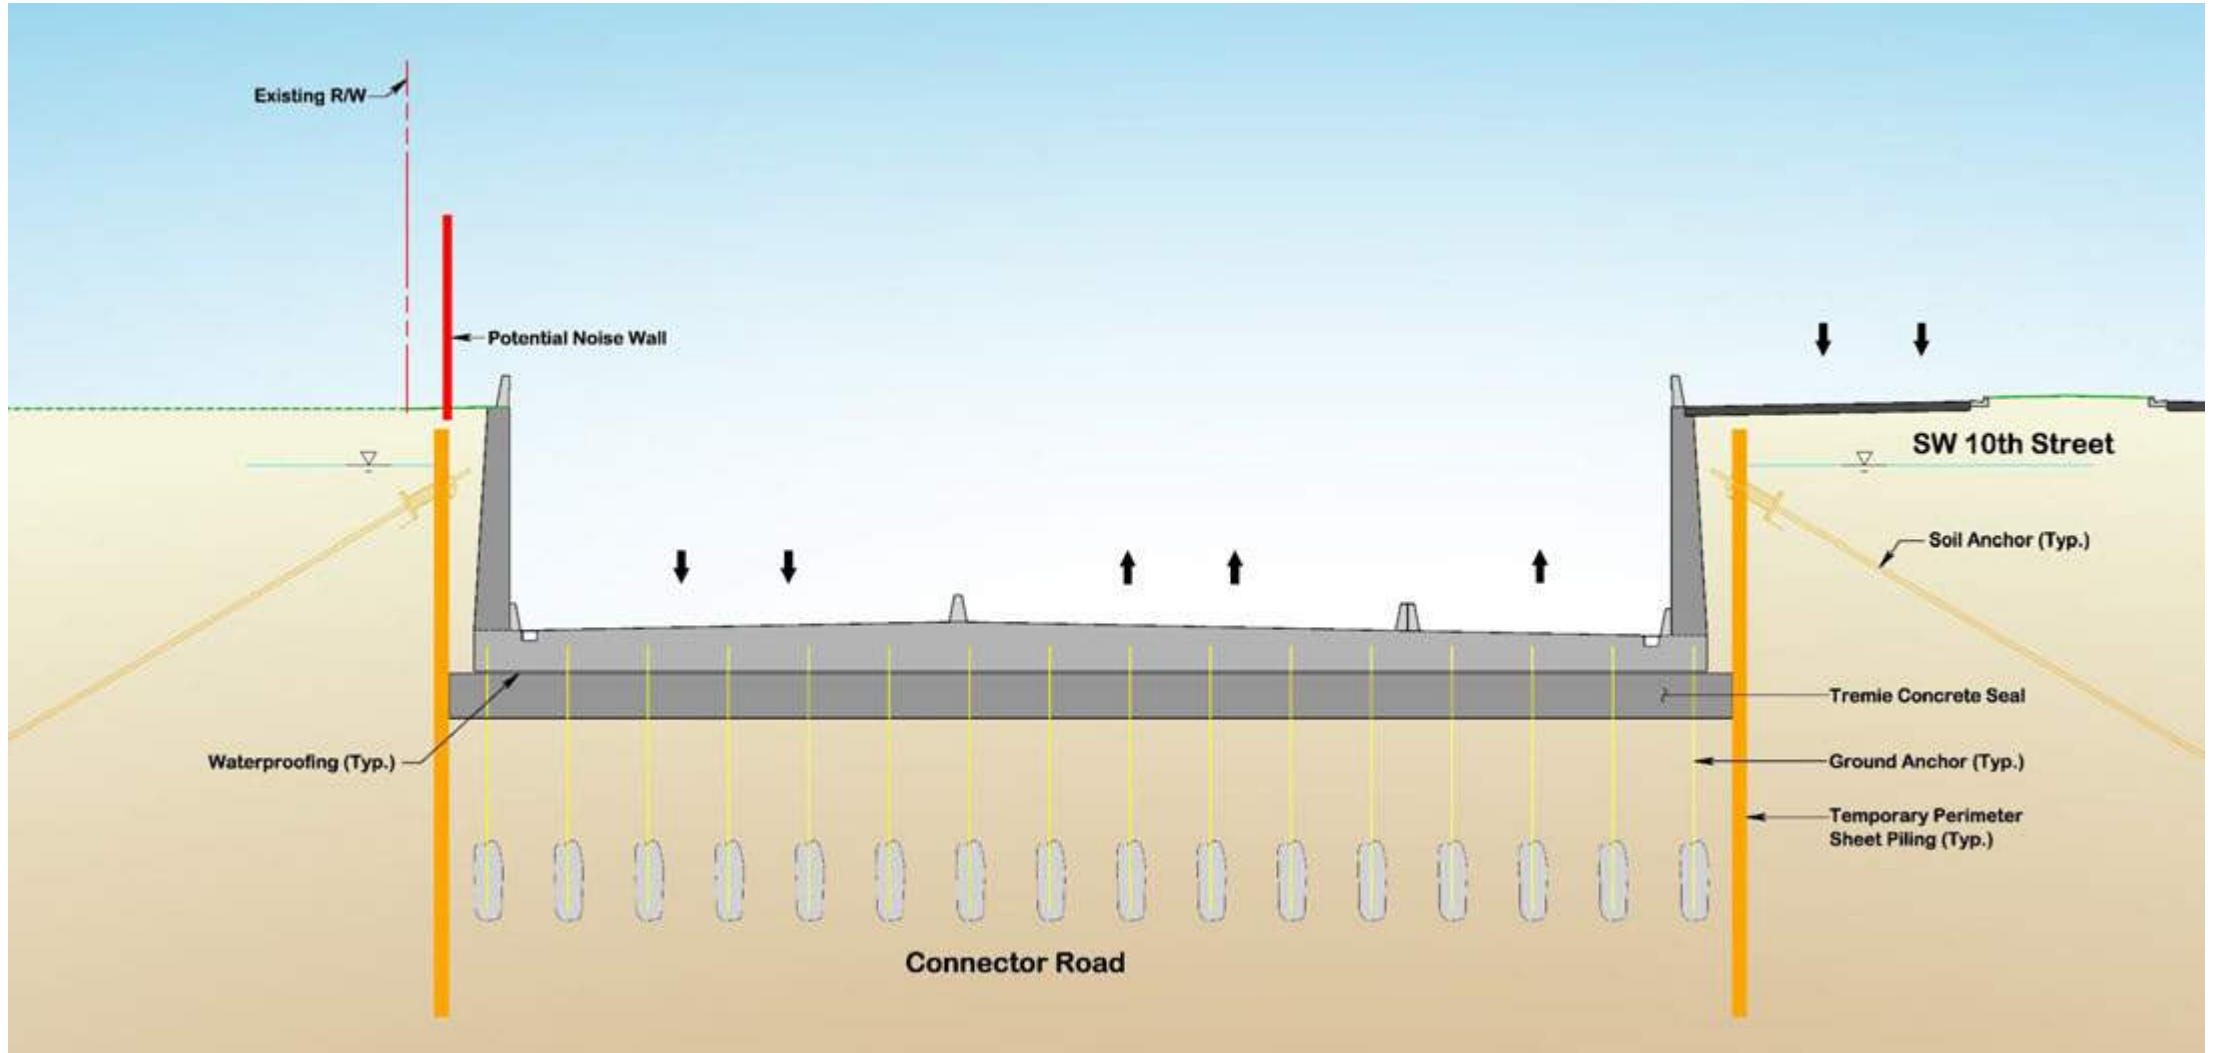 Existing R/W
Potential Noise Wall
SW 10th Street
Soil Anchor (Typ.)
Tremie Concrete Seal
Waterproofing (Typ.)
Ground Anchor (Typ.)
Temporary Perimeter
Sheet Piling (Typ.)
Connector Road